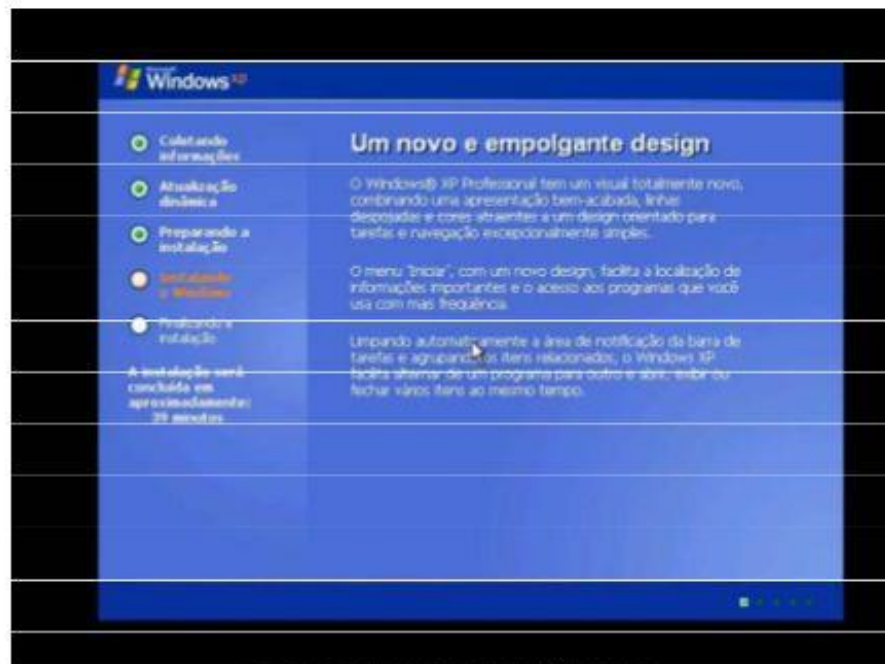 Microsoft
Windows xp
Coletando
informações
Atualização
dinâmica
Preparando a
instalação
Instalando
o Windows
Finalizando a
instalação
A instalação será
concluída em
aproximadamente:
39 minutos
Um novo e empolgante design
O Windows® XP Professional tem um visual totalmente novo,
combinando uma apresentação bem-acabada, linhas
despojadas e cores atraentes a um design orientado para
tarefas e navegação excepcionalmente simples.
O menu 'Iniciar', com um novo design, facilita a localização de
informações importantes e o acesso aos programas que você
usa com mais freqüência.
Limpando automaticamente a área de notificação da barra de
tarefas e agrupando os itens relacionados, o Windows XP
facilita alternar de um programa para outro e abrir, exibir ou
fechar vários itens ao mesmo tempo.